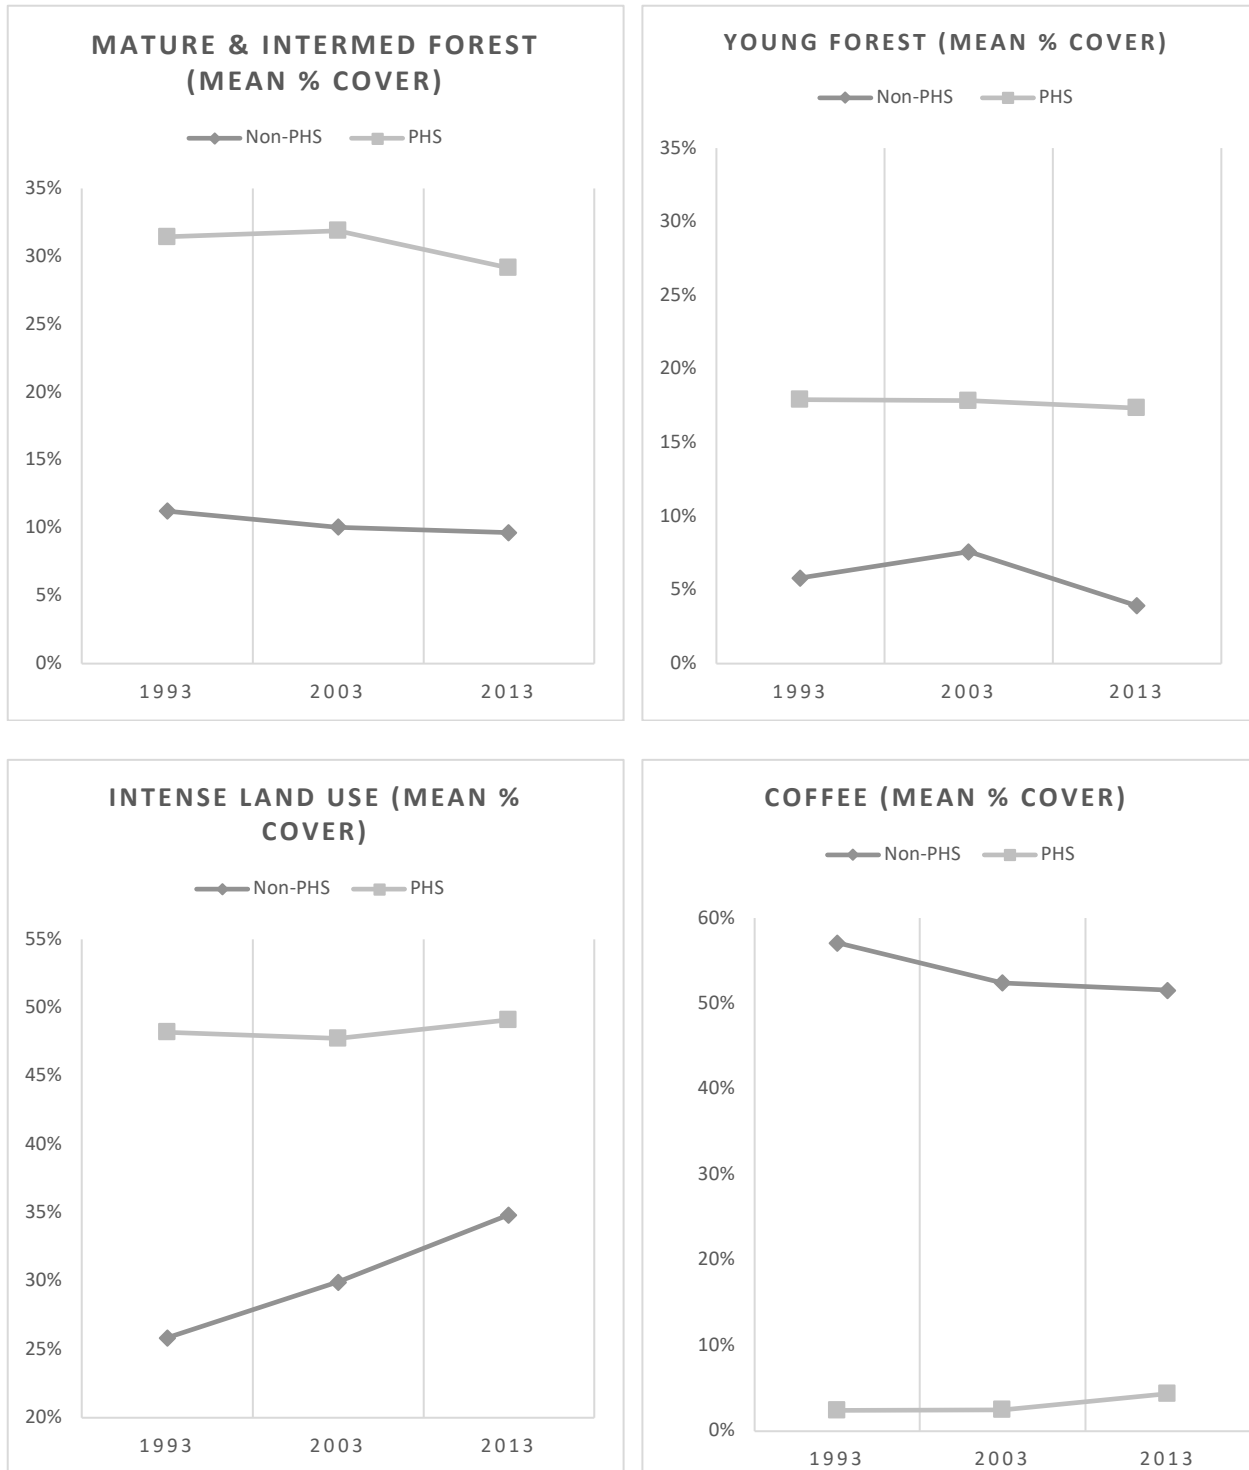 MATURE & INTERMED FOREST
(MEAN % COVER)
Non-PHS PHS
35%
30%
25%
20%
15%
10%
5%
0%
1993 2003 2013
YOUNG FOREST (MEAN % COVER)
Non-PHS PHS
35%
30%
25%
20%
15%
10%
5%
0%
1993 2003 2013
INTENSE LAND USE (MEAN %
COVER)
Non-PHS PHS
55%
50%
45%
40%
35%
30%
25%
20%
1993 2003 2013
COFFEE (MEAN % COVER)
Non-PHS PHS
60%
50%
40%
30%
20%
10%
0%
1993 2003 2013